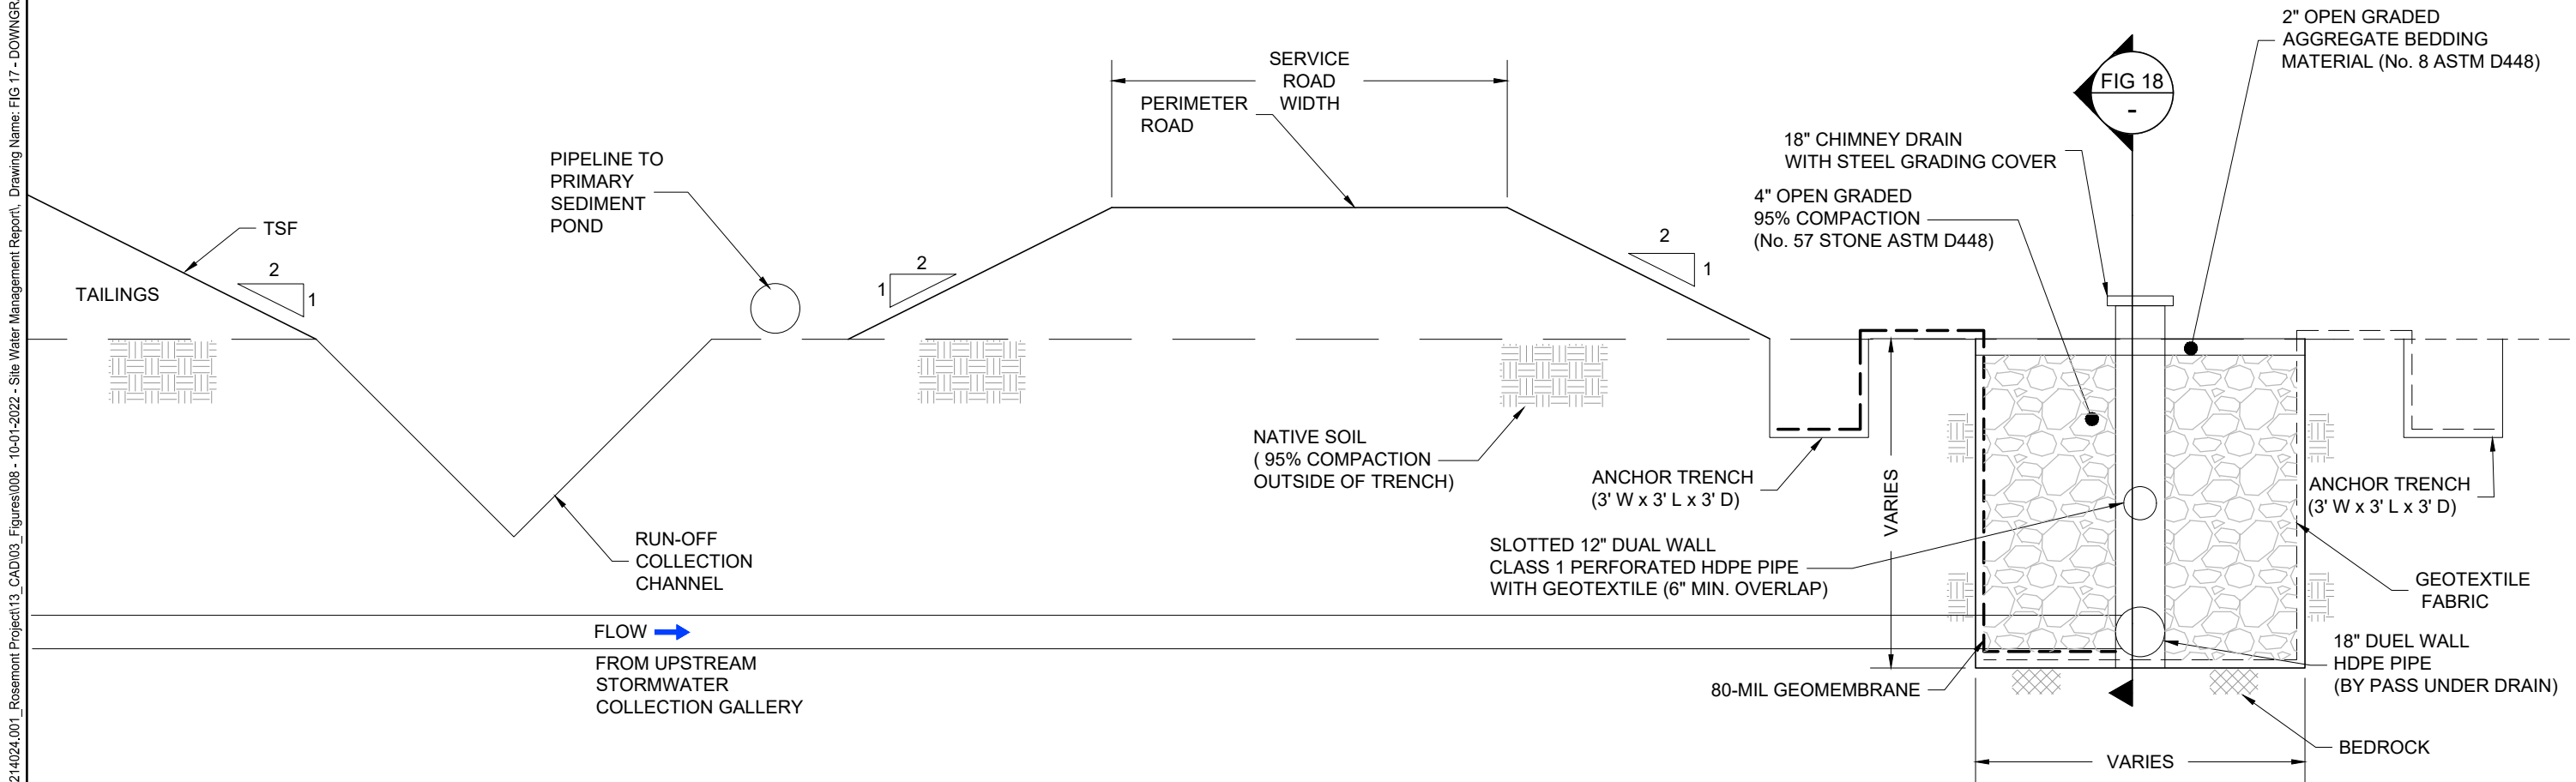 214024.001_Rosemont Project\13_CAD\03_Figures\008 - 10-01-2022 - Site Water Management Report\, Drawing Name: FIG 17 - DOWNGR
TSF
TAILINGS
2
1
PIPELINE TO
PRIMARY
SEDIMENT
POND
RUN-OFF
COLLECTION
CHANNEL
FLOW
FROM UPSTREAM
STORMWATER
COLLECTION GALLERY
2
1
PERIMETER
ROAD
SERVICE
ROAD
WIDTH
2
1
NATIVE SOIL
( 95% COMPACTION
OUTSIDE OF TRENCH)
ANCHOR TRENCH
(3' W x 3' L x 3' D)
SLOTTED 12" DUAL WALL
CLASS 1 PERFORATED HDPE PIPE
WITH GEOTEXTILE (6" MIN. OVERLAP)
80-MIL GEOMEMBRANE
VARIES
18" CHIMNEY DRAIN
WITH STEEL GRADING COVER
4" OPEN GRADED
95% COMPACTION
(No. 57 STONE ASTM D448)
FIG 18
-
2" OPEN GRADED
AGGREGATE BEDDING
MATERIAL (No. 8 ASTM D448)
ANCHOR TRENCH
(3' W x 3' L x 3' D)
GEOTEXTILE
FABRIC
18" DUEL WALL
HDPE PIPE
(BY PASS UNDER DRAIN)
BEDROCK
VARIES